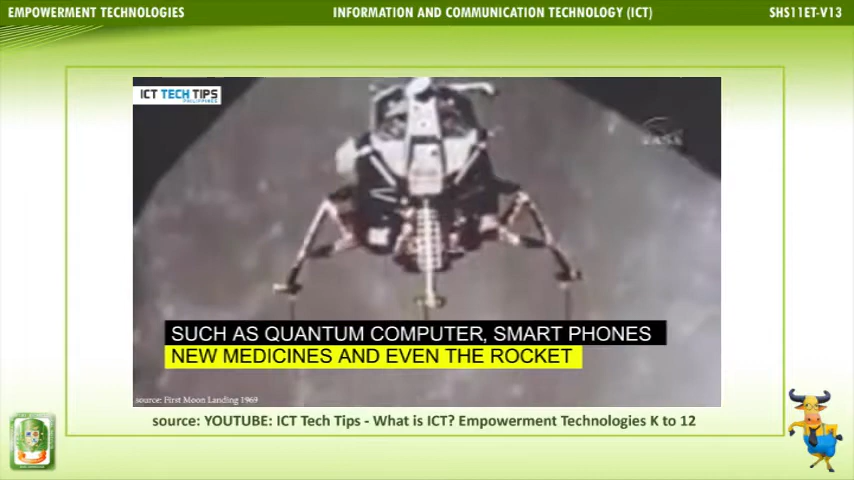 EMPOWERMENT TECHNOLOGIES
INFORMATION AND COMMUNICATION TECHNOLOGY (ICT)
SHS11ET-V13
ICT TECH TIPS
PHILIPPINES
NASA
SUCH AS QUANTUM COMPUTER, SMART PHONES
NEW MEDICINES AND EVEN THE ROCKET
source: First Moon Landing 1969
source: YOUTUBE: ICT Tech Tips - What is ICT? Empowerment Technologies K to 12